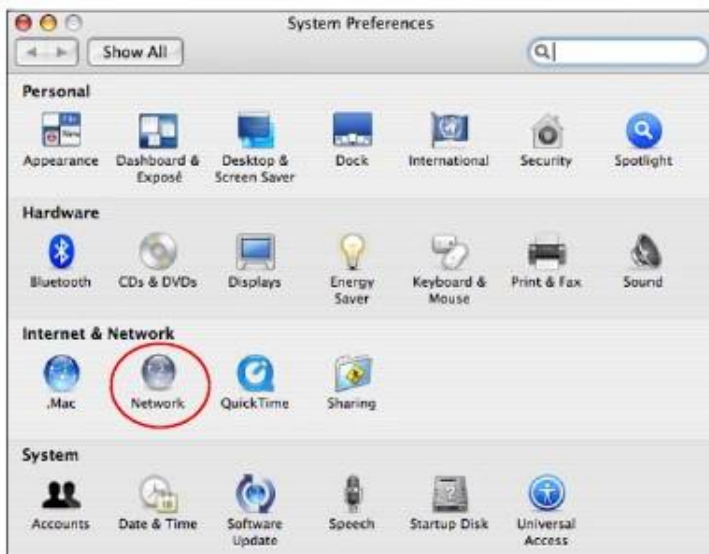 System Preferences
Show All
Personal
Appearance
Dashboard & Exposé
Desktop & Screen Saver
Dock
International
Security
Spotlight
Hardware
Bluetooth
CDs & DVDs
Displays
Energy Saver
Keyboard & Mouse
Print & Fax
Sound
Internet & Network
.Mac
Network
QuickTime
Sharing
System
Accounts
Date & Time
Software Update
Speech
Startup Disk
Universal Access